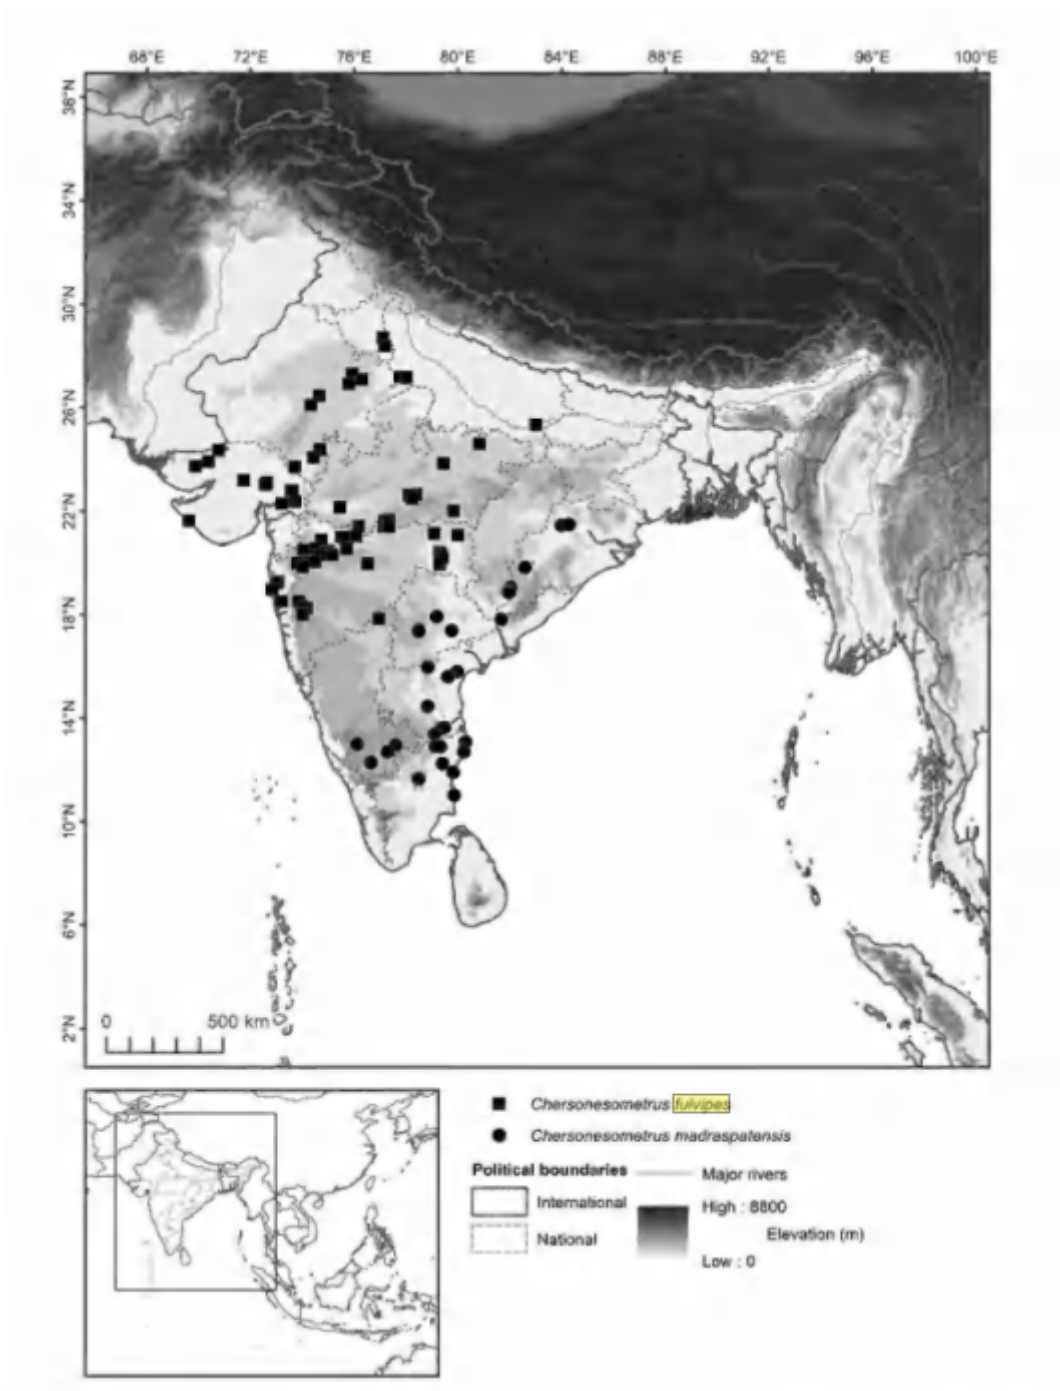 68°E 72°E 76°E 80°E 84°E 88°E 92°E 96°E 100°E
38°N
34°N
30°N
26°N
22°N
18°N
14°N
10°N
6°N
2°N
0 500 km
Chersonesometrus fulvipes
Chersonesometrus madraspatensis
Political boundaries
Major rivers
International
High : 8800
Elevation (m)
National
Low : 0